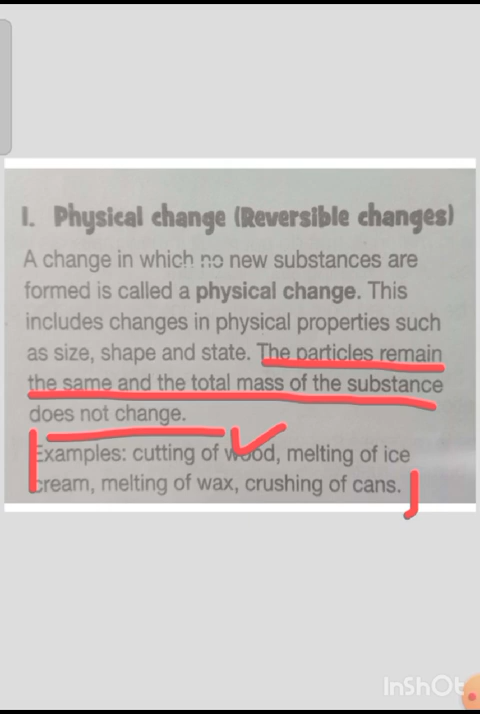 I. Physical change (Reversible changes)
A change in which no new substances are
formed is called a physical change. This
includes changes in physical properties such
as size, shape and state. The particles remain
the same and the total mass of the substance
does not change.
Examples: cutting of wood, melting of ice
cream, melting of wax, crushing of cans.
InShOt